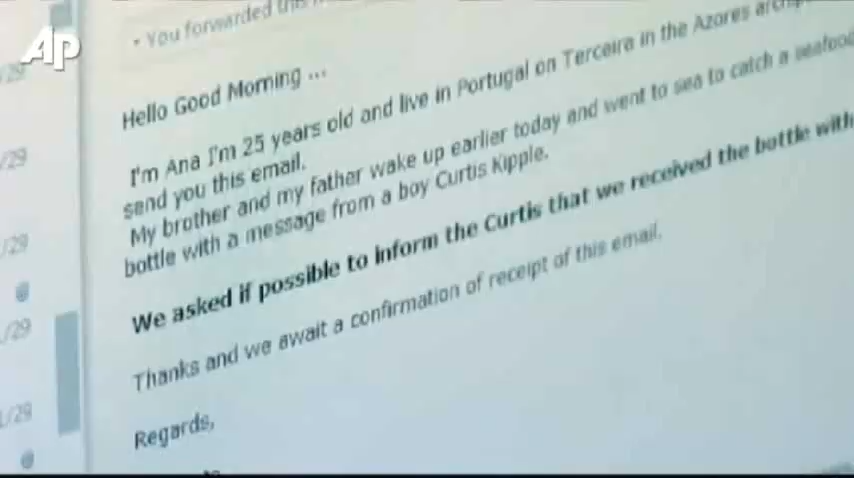 AP
You forwarded this
Hello Good Morning ...
I'm Ana I'm 25 years old and live in Portugal on Terceira in the Azores
send you this email.
My brother and my father wake up earlier today and went to sea to catch a seafood
bottle with a message from a boy Curtis Kipple.
We asked if possible to inform the Curtis that we received the bottle with
Thanks and we await a confirmation of receipt of this email.
Regards,
/29
/29
/29
/29
/29